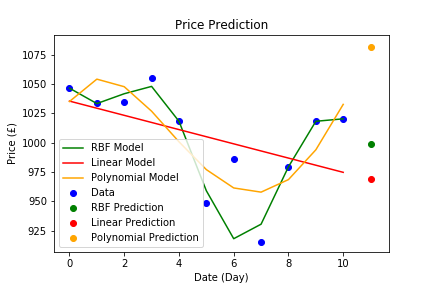 Price Prediction
Price (£)
1075
1050
1025
1000
975
950
925
RBF Model
Linear Model
Polynomial Model
Data
RBF Prediction
Linear Prediction
Polynomial Prediction
0
2
4
6
8
10
Date (Day)